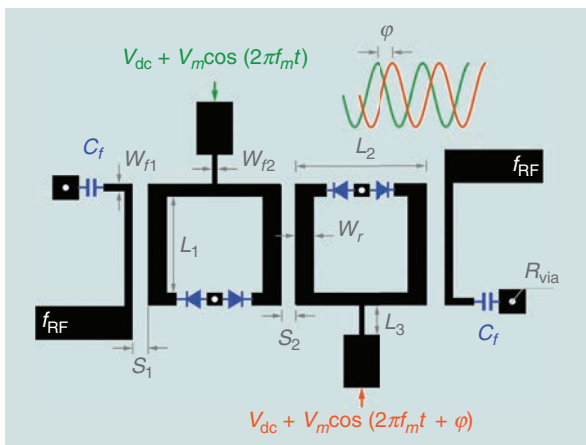 φ
V_dc + V_m cos (2πf_m t)
C_f
W_f1
W_f2
L_2
f_RF
L_1
W_r
R_via
f_RF
S_1
S_2
L_3
C_f
V_dc + V_m cos (2πf_m t + φ)